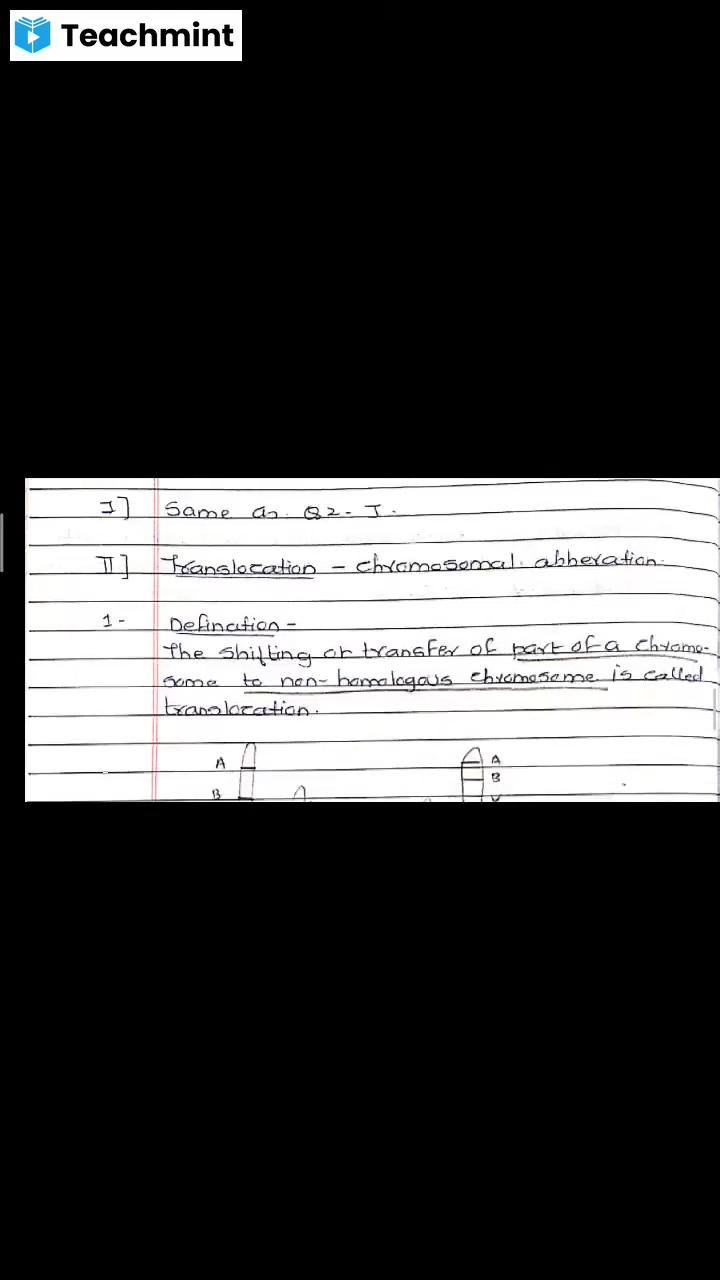 Teachmint
I] Same as Q2 - I.
II] Translocation - chromosomal abberation.
1- Defination -
The shifting or transfer of part of a chromo-
some to non-homologous chromosome is called
translocation.
A A
B B